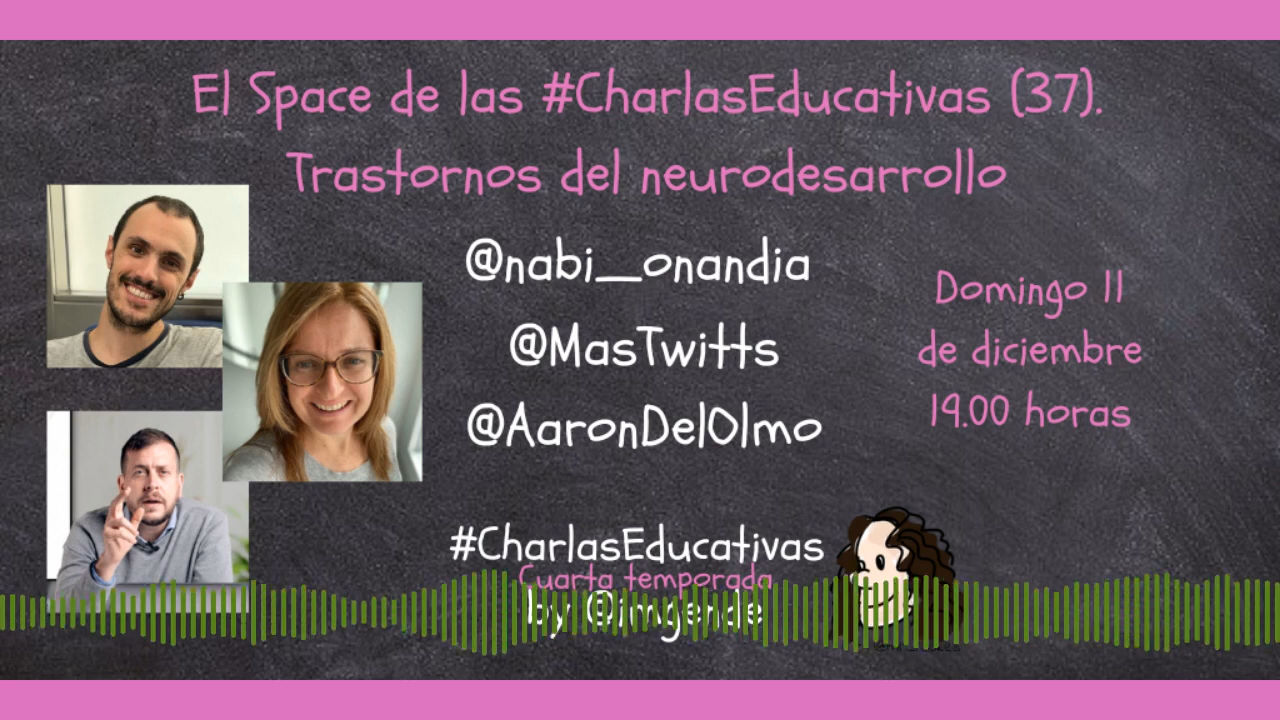 El Space de las #CharlasEducativas (37).
Trastornos del neurodesarrollo
@nabi_onandia
@MasTwitts
@AaronDelOlmo
Domingo 11
de diciembre
19.00 horas
#CharlasEducativas
Cuarta temporada
by @imgende